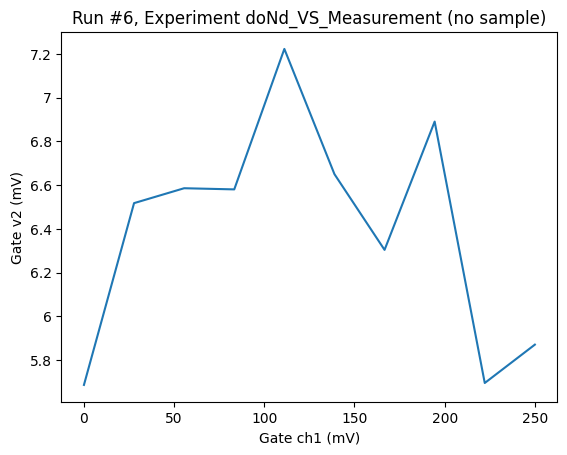 Run #6, Experiment doNd_VS_Measurement (no sample)
7.2
7
6.8
6.6
6.4
6.2
6
5.8
Gate v2 (mV)
0 50 100 150 200 250
Gate ch1 (mV)